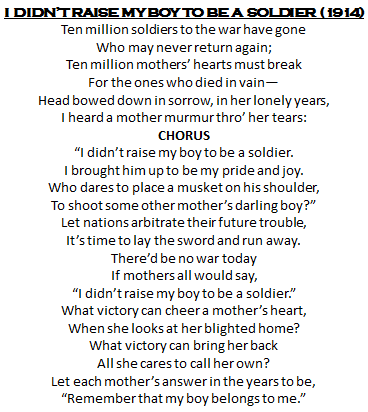 I DIDN'T RAISE MY BOY TO BE A SOLDIER (1914)
Ten million soldiers to the war have gone
Who may never return again;
Ten million mothers' hearts must break
For the ones who died in vain—
Head bowed down in sorrow, in her lonely years,
I heard a mother murmur thro' her tears:
CHORUS
“I didn't raise my boy to be a soldier.
I brought him up to be my pride and joy.
Who dares to place a musket on his shoulder,
To shoot some other mother's darling boy?”
Let nations arbitrate their future trouble,
It's time to lay the sword and run away.
There'd be no war today
If mothers all would say,
“I didn't raise my boy to be a soldier.”
What victory can cheer a mother's heart,
When she looks at her blighted home?
What victory can bring her back
All she cares to call her own?
Let each mother's answer in the years to be,
“Remember that my boy belongs to me.”